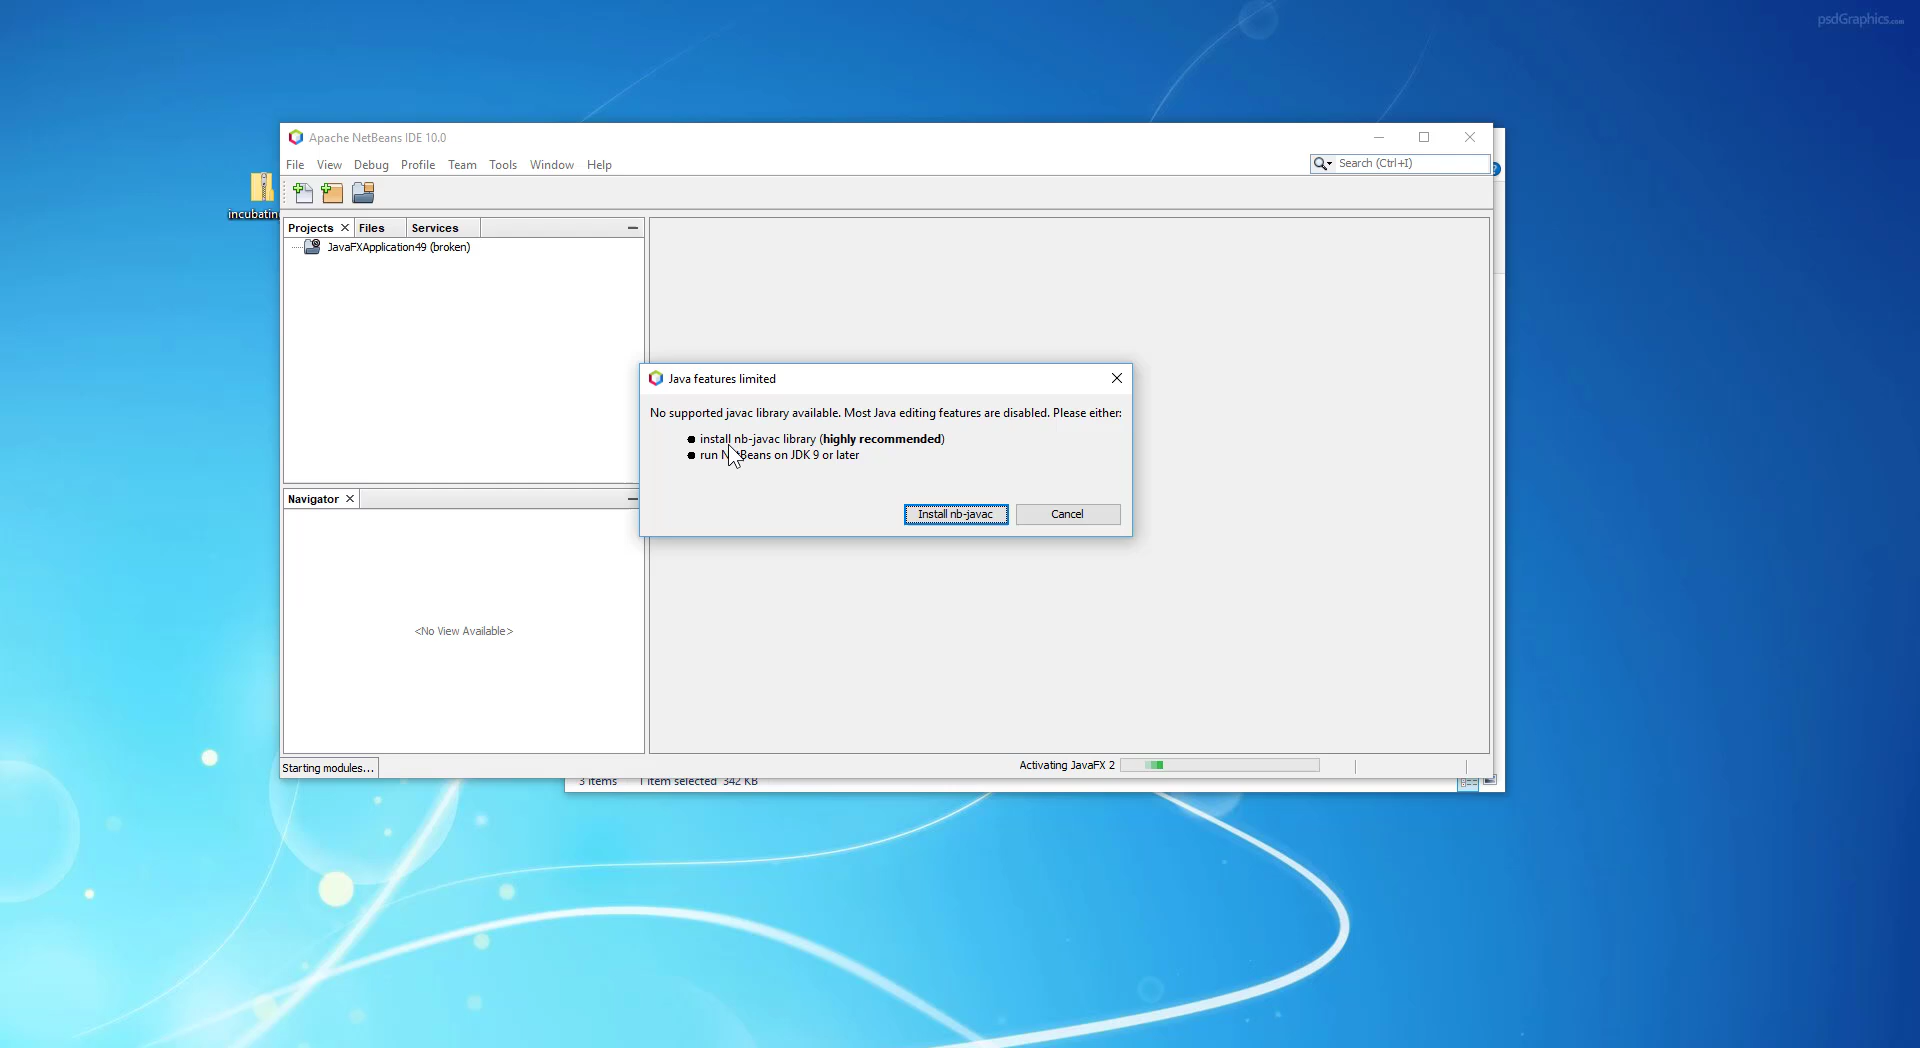 psdGraphics.com
Apache NetBeans IDE 10.0
File View Debug Profile Team Tools Window Help
Search (Ctrl+I)
incubatin
Projects Files Services
JavaFXApplication49 (broken)
Java features limited
No supported javac library available. Most Java editing features are disabled. Please either:
install nb-javac library (highly recommended)
run NetBeans on JDK 9 or later
Install nb-javac Cancel
Navigator
<No View Available>
Starting modules...
Activating JavaFX 2
3 items 1 item selected 342 KB